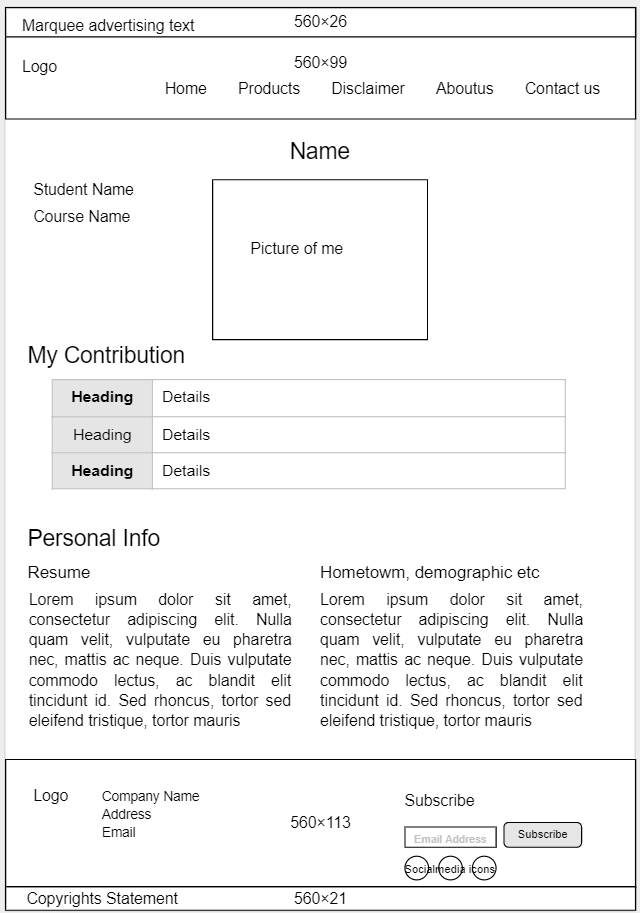 Marquee advertising text 560×26
Logo 560×99
Home Products Disclaimer Aboutus Contact us
Name
Student Name
Course Name
Picture of me
My Contribution
Heading Details
Heading Details
Heading Details
Personal Info
Resume
Lorem ipsum dolor sit amet,
consectetur adipiscing elit. Nulla
quam velit, vulputate eu pharetra
nec, mattis ac neque. Duis vulputate
commodo lectus, ac blandit elit
tincidunt id. Sed rhoncus, tortor sed
eleifend tristique, tortor mauris
Hometowm, demographic etc
Lorem ipsum dolor sit amet,
consectetur adipiscing elit. Nulla
quam velit, vulputate eu pharetra
nec, mattis ac neque. Duis vulputate
commodo lectus, ac blandit elit
tincidunt id. Sed rhoncus, tortor sed
eleifend tristique, tortor mauris
Logo
Company Name
Address
Email
560×113
Subscribe
Email Address Subscribe
Socialmedia icons
Copyrights Statement 560×21